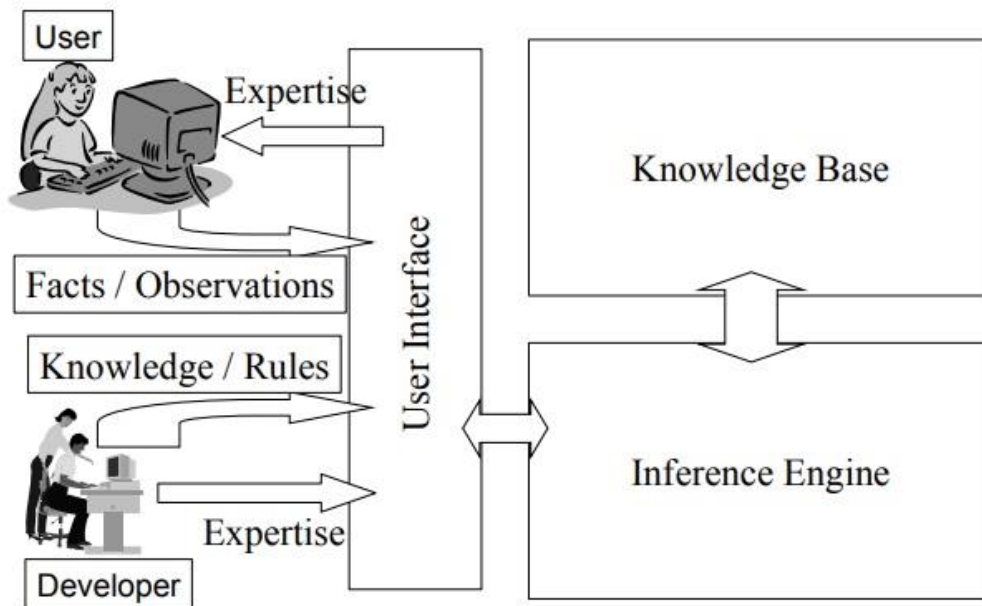 User
Expertise
Knowledge Base
Facts / Observations
User Interface
Knowledge / Rules
Inference Engine
Expertise
Developer